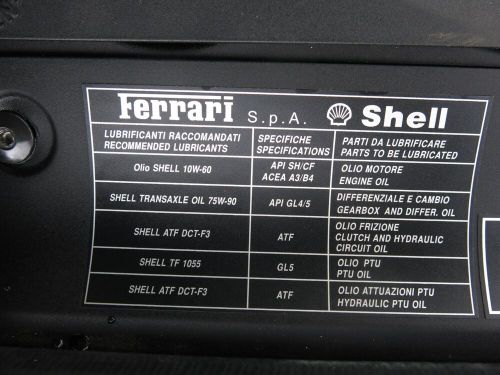 Ferrari S.p.A. Shell
LUBRIFICANTI RACCOMANDATI
RECOMMENDED LUBRICANTS
SPECIFICHE
SPECIFICATIONS
PARTI DA LUBRIFICARE
PARTS TO BE LUBRICATED
Olio SHELL 10W-60
API SH/CF
ACEA A3/B4
OLIO MOTORE
ENGINE OIL
SHELL TRANSAXLE OIL 75W-90
API GL4/5
DIFFERENZIALE E CAMBIO
GEARBOX AND DIFFER. OIL
SHELL ATF DCT-F3
ATF
OLIO FRIZIONE
CLUTCH AND HYDRAULIC
CIRCUIT OIL
SHELL TF 1055
GL5
OLIO PTU
PTU OIL
SHELL ATF DCT-F3
ATF
OLIO ATTUAZIONI PTU
HYDRAULIC PTU OIL